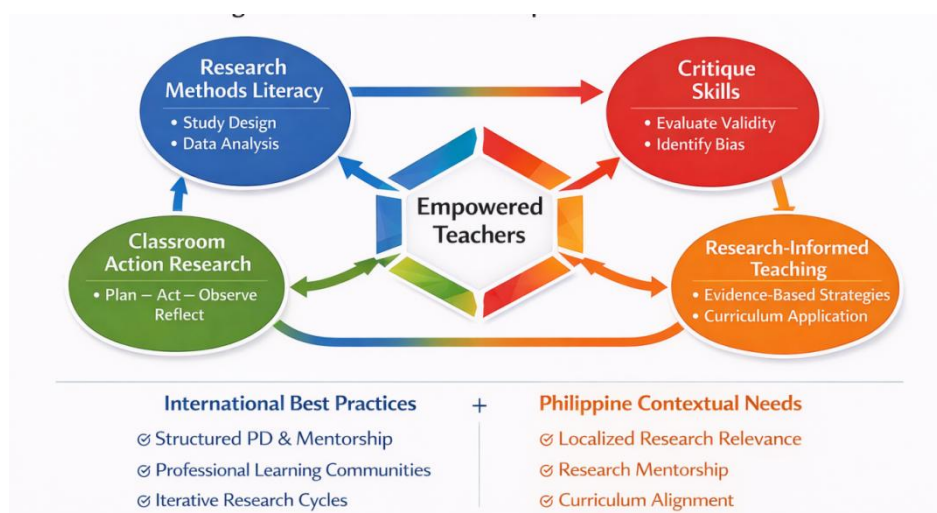 Research
Methods Literacy
• Study Design
• Data Analysis
Critique
Skills
• Evaluate Validity
• Identify Bias
Empowered
Teachers
Classroom
Action Research
• Plan – Act – Observe
Reflect
Research-Informed
Teaching
• Evidence-Based Strategies
• Curriculum Application
International Best Practices + Philippine Contextual Needs
Structured PD & Mentorship
Professional Learning Communities
Iterative Research Cycles
Localized Research Relevance
Research Mentorship
Curriculum Alignment